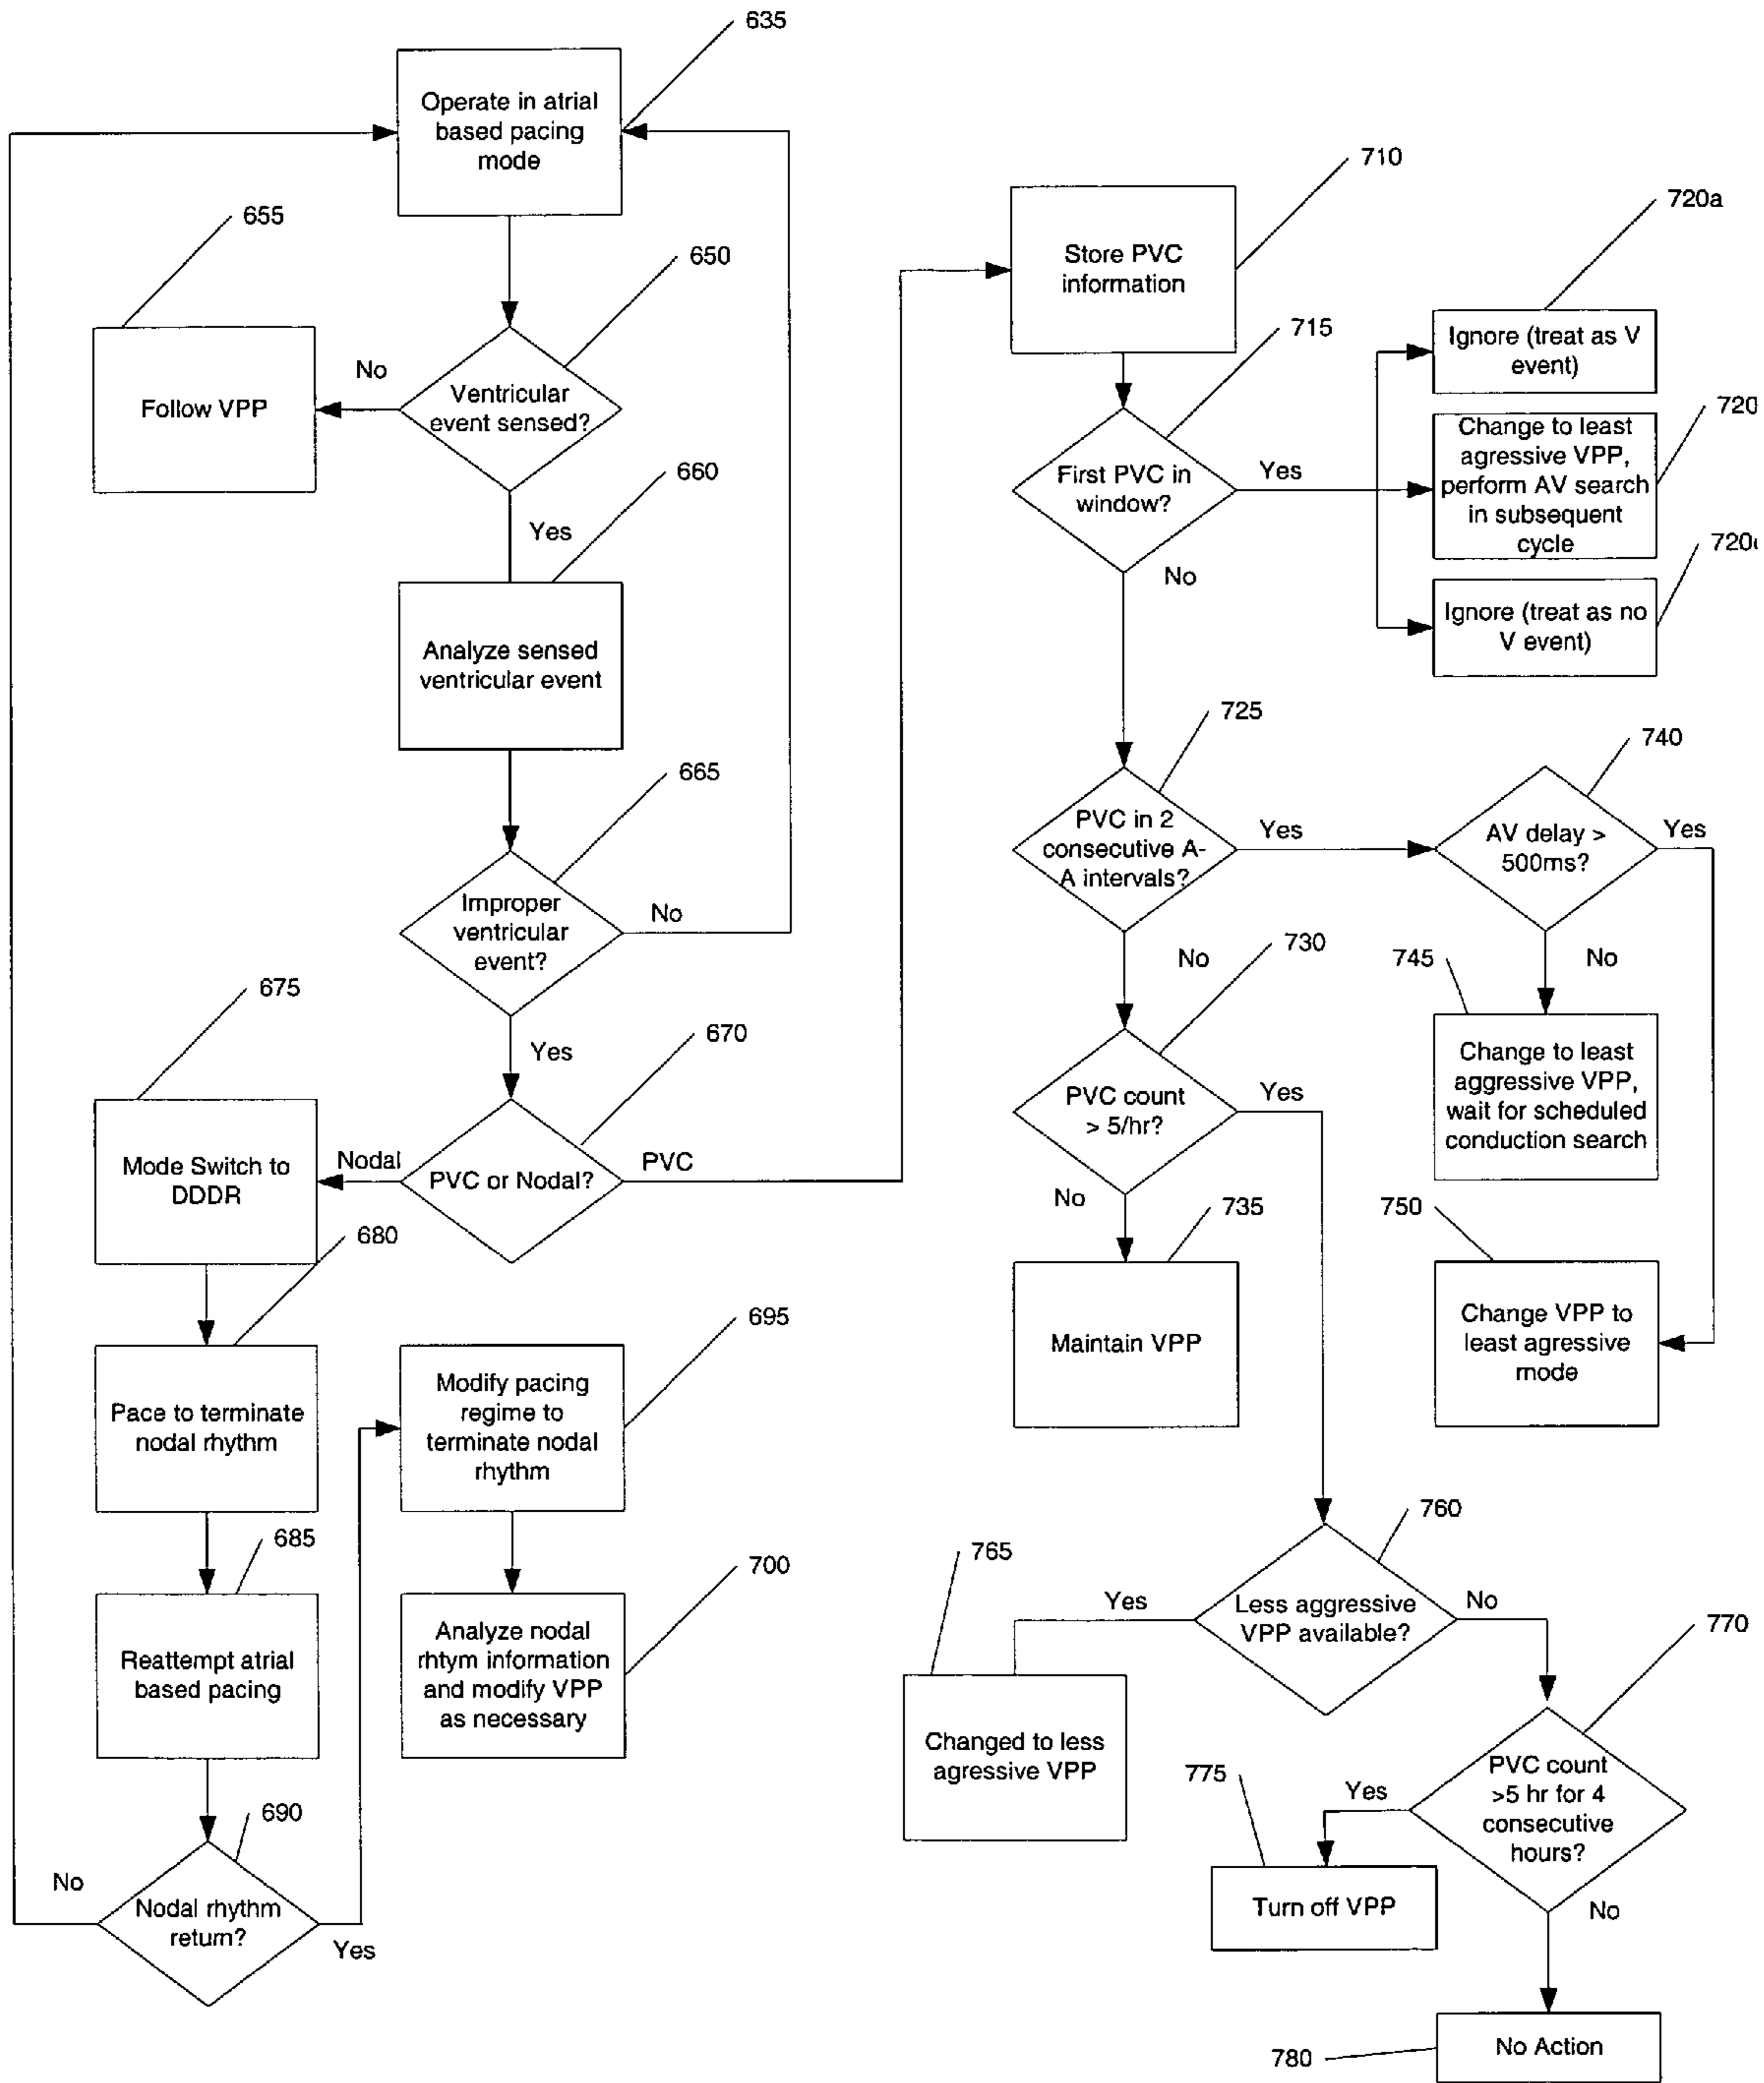 635
Operate in atrial
based pacing
mode
655
650
Follow VPP
No
Ventricular
event sensed?
660
Yes
Analyze sensed
ventricular event
665
Improper
ventricular
event?
No
675
Yes
670
Mode Switch to
DDDR
Nodal
PVC or Nodal?
PVC
680
Pace to terminate
nodal rhythm
695
Modify pacing
regime to
terminate nodal
rhythm
685
700
Reattempt atrial
based pacing
Analyze nodal
rhtym information
and modify VPP
as necessary
690
No
Nodal rhythm
return?
Yes
710
Store PVC
information
720a
715
Ignore (treat as V
event)
First PVC in
window?
Yes
720
Change to least
agressive VPP,
perform AV search
in subsequent
cycle
No
Ignore (treat as no
V event)
725
PVC in 2
consecutive A-
A intervals?
Yes
740
AV delay >
500ms?
Yes
No
730
No
745
Change to least
aggressive VPP,
wait for scheduled
conduction search
PVC count
> 5/hr?
Yes
No
735
Maintain VPP
750
Change VPP to
least agressive
mode
760
765
Yes
Less aggressive
VPP available?
No
Changed to less
agressive VPP
770
775
Yes
PVC count
>5 hr for 4
consecutive
hours?
Turn off VPP
No
780
No Action